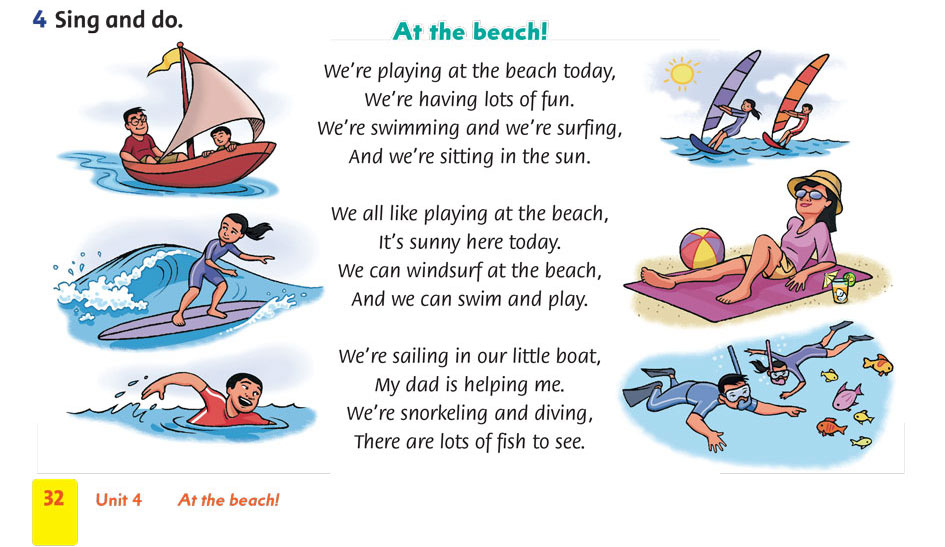 4 Sing and do.
At the beach!
We're playing at the beach today,
We're having lots of fun.
We're swimming and we're surfing,
And we're sitting in the sun.
We all like playing at the beach,
It's sunny here today.
We can windsurf at the beach,
And we can swim and play.
We're sailing in our little boat,
My dad is helping me.
We're snorkeling and diving,
There are lots of fish to see.
32 Unit 4 At the beach!